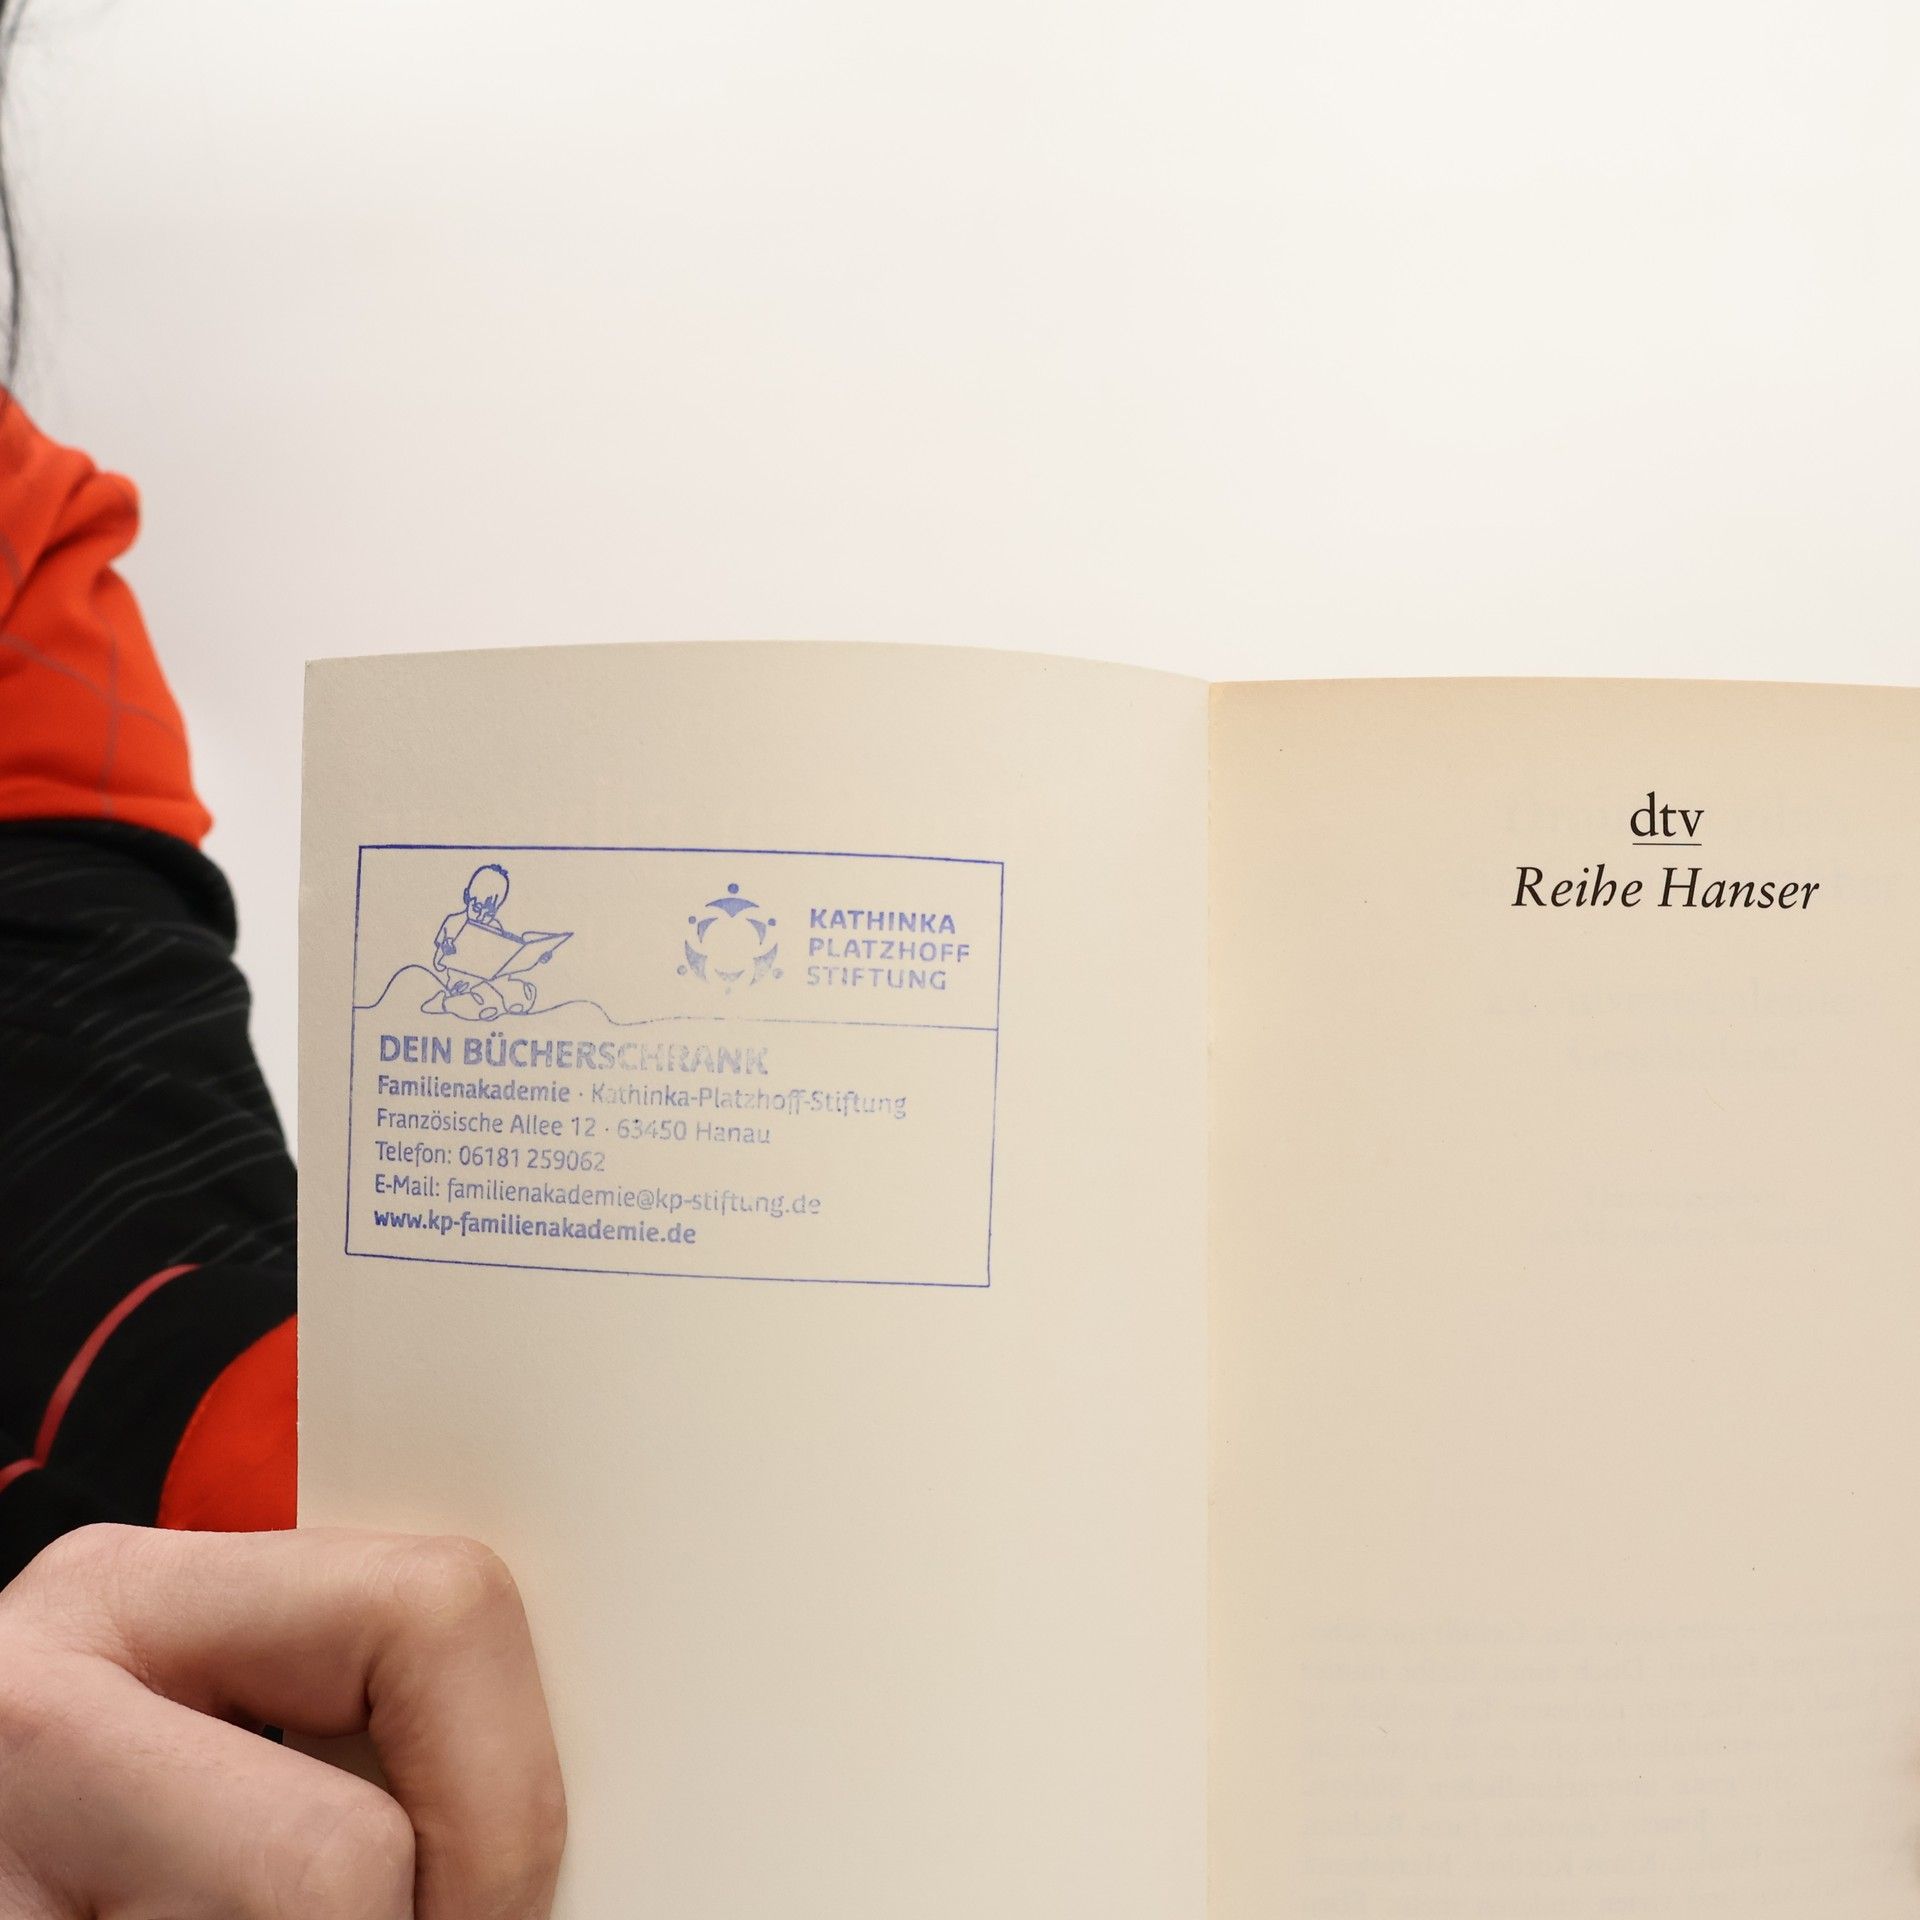 KATHINKA
PLATZHOFF
STIFTUNG
DEIN BÜCHERSCHRANK
Familienakademie · Kathinka-Platzhoff-Stiftung
Französische Allee 12 · 63450 Hanau
Telefon: 06181 259062
E-Mail: familienakademie@kp-stiftung.de
www.kp-familienakademie.de
dtv
Reihe Hanser